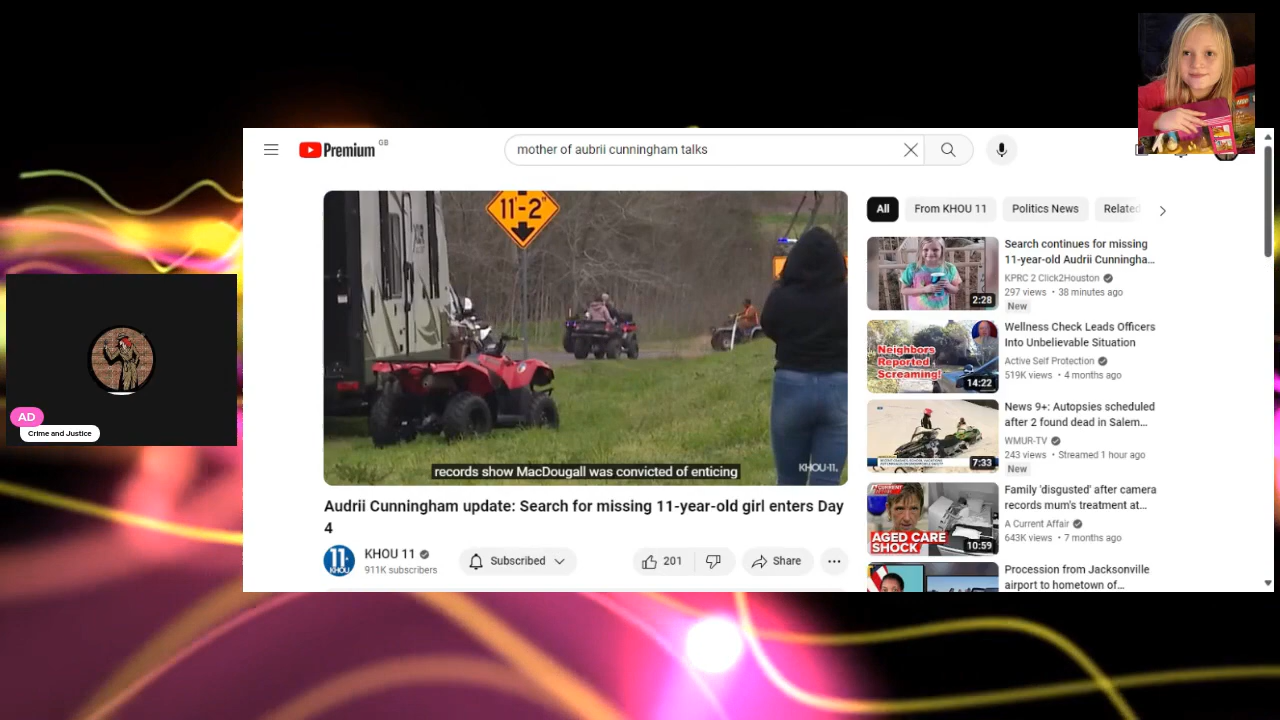 Premium GB
mother of aubrii cunningham talks
11'-2"
records show MacDougall was convicted of enticing
KHOU·11.
Audrii Cunningham update: Search for missing 11-year-old girl enters Day
4
11
KHOU
KHOU 11
911K subscribers
Subscribed
201
Share
All
From KHOU 11
Politics News
Related
2:28
Search continues for missing
11-year-old Audrii Cunningha...
KPRC 2 Click2Houston
297 views • 38 minutes ago
New
Neighbors
Reported
Screaming!
14:22
Wellness Check Leads Officers
Into Unbelievable Situation
Active Self Protection
519K views • 4 months ago
7:33
News 9+: Autopsies scheduled
after 2 found dead in Salem...
WMUR-TV
243 views • Streamed 1 hour ago
New
A CURRENT
AFFAIR
AGED CARE
SHOCK
10:59
Family 'disgusted' after camera
records mum's treatment at...
A Current Affair
643K views • 7 months ago
Procession from Jacksonville
airport to hometown of...
AD
Crime and Justice